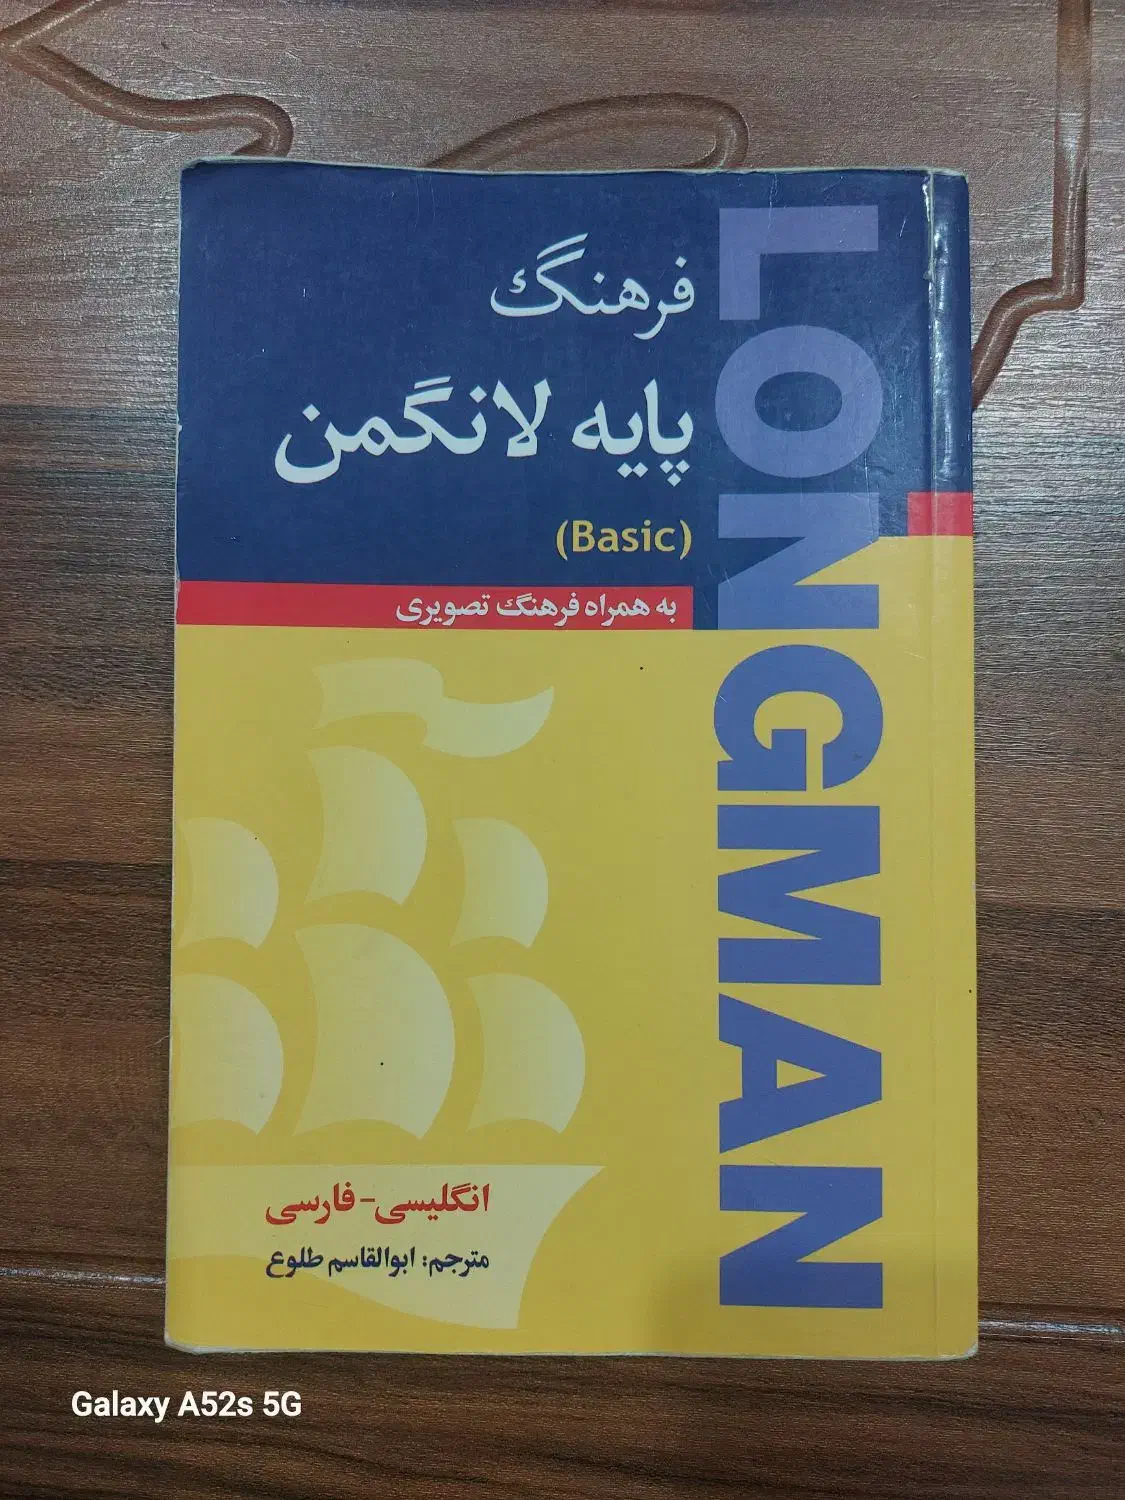 فرهنگ
پایه لانگمن
(Basic)
به همراه فرهنگ تصویری
LONGMAN
انگلیسی - فارسی
مترجم: ابوالقاسم طلوع
Galaxy A52s 5G